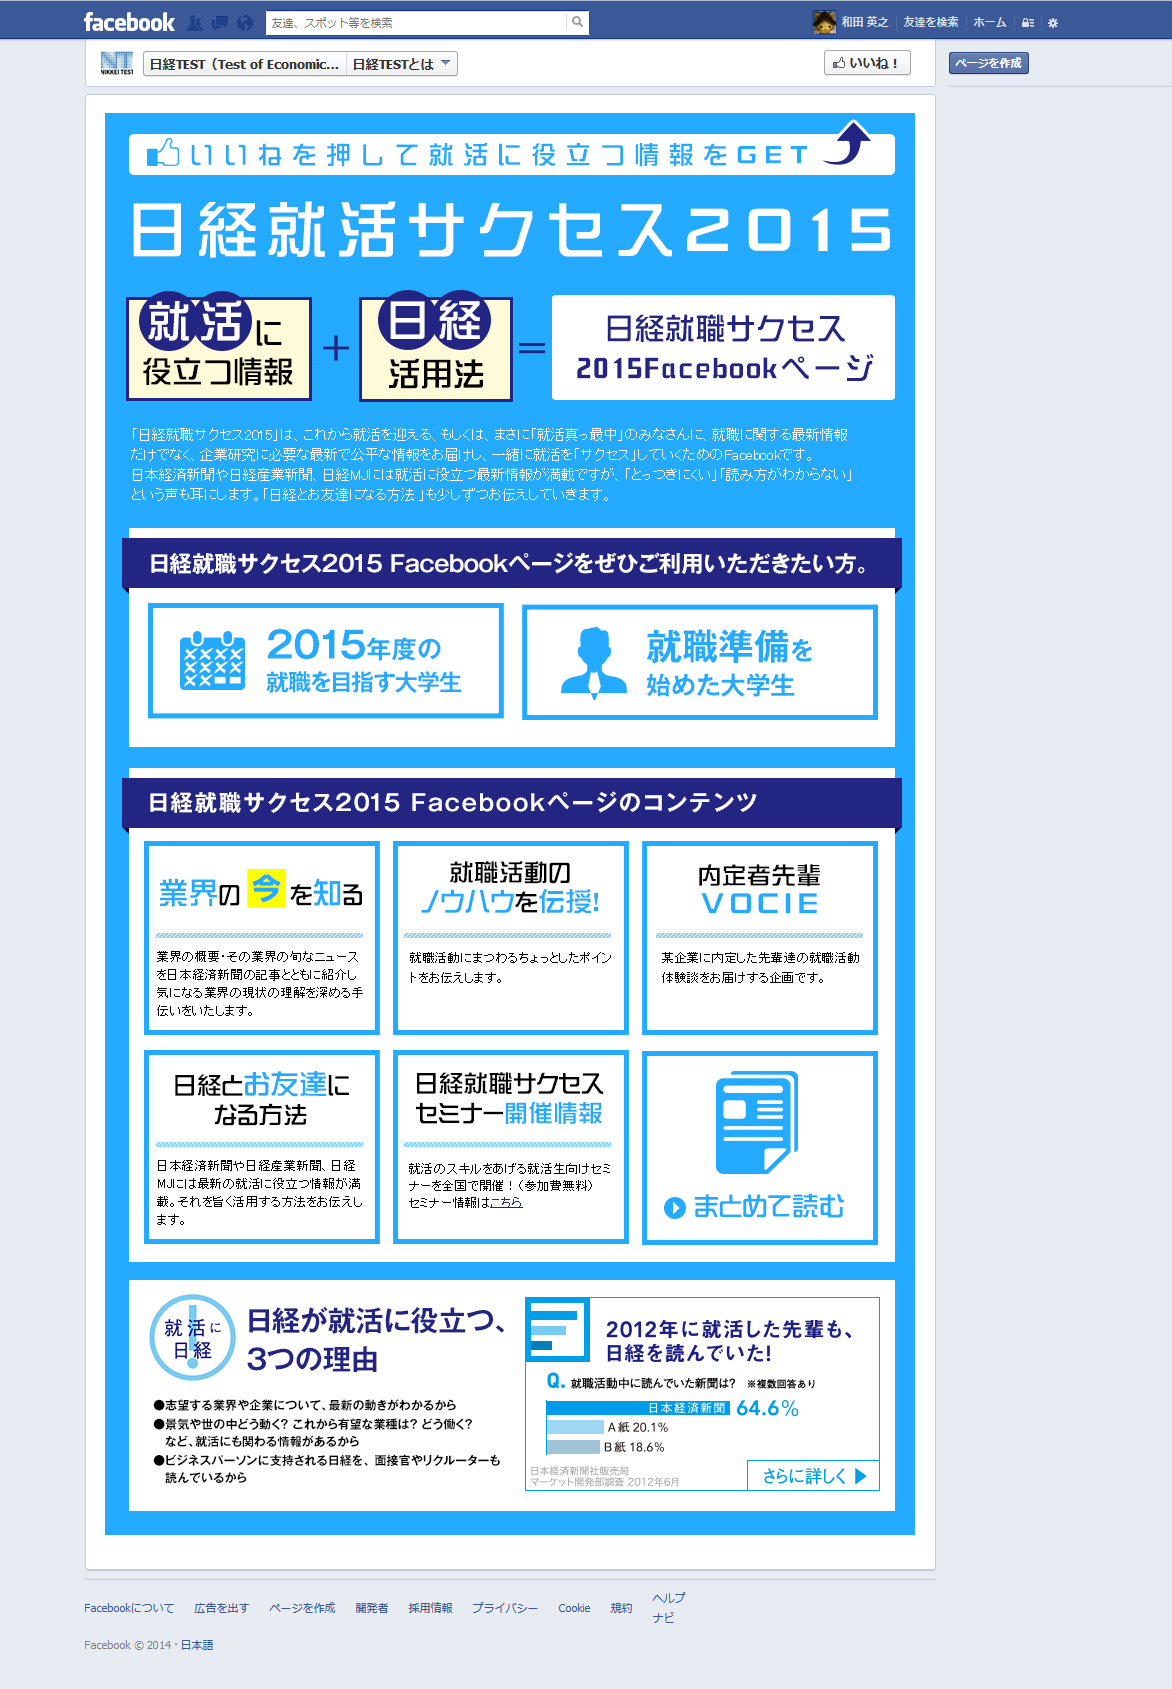 facebook
友達、スポット等を検索
和田 英之 友達を検索 ホーム
NT
NIKKEI TEST
日経TEST（Test of Economic... 日経TESTとは
いいね！
ページを作成
いいねを押して就活に役立つ情報をGET
日経就活サクセス2015
就活に
役立つ情報
+
日経
活用法
=
日経就職サクセス
2015Facebookページ
「日経就職サクセス2015」は、これから就活を迎える、もしくは、まさに「就活真っ最中」のみなさんに、就職に関する最新情報
だけでなく、企業研究に必要な最新で公平な情報をお届けし、一緒に就活を「サクセス」していくためのFacebookです。
日本経済新聞や日経産業新聞、日経MJには就活に役立つ最新情報が満載ですが、「とっつきにくい」「読み方がわからない」
という声も耳にします。「日経とお友達になる方法 」も少しずつお伝えしていきます。
日経就職サクセス2015 Facebookページをぜひご利用いただきたい方。
2015年度の
就職を目指す大学生
就職準備を
始めた大学生
日経就職サクセス2015 Facebookページのコンテンツ
業界の今を知る
業界の概要・その業界の旬なニュース
を日本経済新聞の記事とともに紹介し
気になる業界の現状の理解を深める手
伝いをいたします。
就職活動の
ノウハウを伝授!
就職活動にまつわるちょっとしたポイン
トをお伝えします。
内定者先輩
VOCIE
某企業に内定した先輩達の就職活動
体験談をお届けする企画です。
日経とお友達に
なる方法
日本経済新聞や日経産業新聞、日経
MJには最新の就活に役立つ情報が満
載。それを旨く活用する方法をお伝えし
ます。
日経就職サクセス
セミナー開催情報
就活のスキルをあげる就活生向けセミ
ナーを全国で開催！（参加費無料）
セミナー情報はこちら
まとめて読む
就活に
日経
日経が就活に役立つ、
3つの理由
●志望する業界や企業について、最新の動きがわかるから
●景気や世の中どう動く？ これから有望な業種は？ どう働く？
など、就活にも関わる情報があるから
●ビジネスパーソンに支持される日経を、面接官やリクルーターも
読んでいるから
2012年に就活した先輩も、
日経を読んでいた!
Q. 就職活動中に読んでいた新聞は？ ※複数回答あり
日本経済新聞 64.6%
A紙 20.1%
B紙 18.6%
日本経済新聞社販売局
マーケット開発部調査 2012年6月
さらに詳しく
Facebookについて 広告を出す ページを作成 開発者 採用情報 プライバシー Cookie 規約 ヘルプ
ナビ
Facebook © 2014 · 日本語